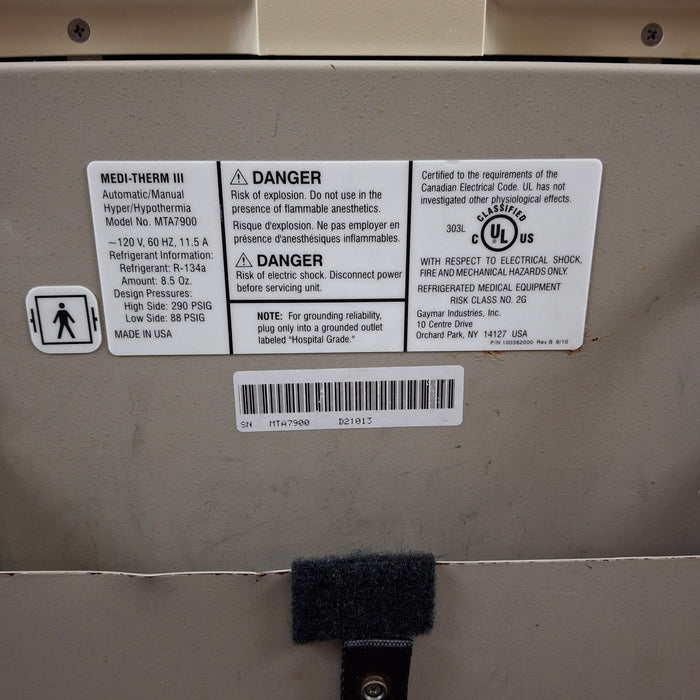 MEDI-THERM III
Automatic/Manual
Hyper/Hypothermia
Model No. MTA7900
~120 V, 60 HZ, 11.5 A
Refrigerant Information:
Refrigerant: R-134a
Amount: 8.5 Oz.
Design Pressures:
High Side: 290 PSIG
Low Side: 88 PSIG
MADE IN USA
DANGER
Risk of explosion. Do not use in the
presence of flammable anesthetics.
Risque d'explosion. Ne pas employer en
présence d'anesthésiques inflammables.
DANGER
Risk of electric shock. Disconnect power
before servicing unit.
NOTE: For grounding reliability,
plug only into a grounded outlet
labeled "Hospital Grade."
Certified to the requirements of the
Canadian Electrical Code. UL has not
investigated other physiological effects.
CLASSIFIED
303L
C UL US
WITH RESPECT TO ELECTRICAL SHOCK,
FIRE AND MECHANICAL HAZARDS ONLY.
REFRIGERATED MEDICAL EQUIPMENT
RISK CLASS NO. 2G
Gaymar Industries, Inc.
10 Centre Drive
Orchard Park, NY 14127 USA
P/N 100382000 Rev B 9/10
SN MTA7900 D21013